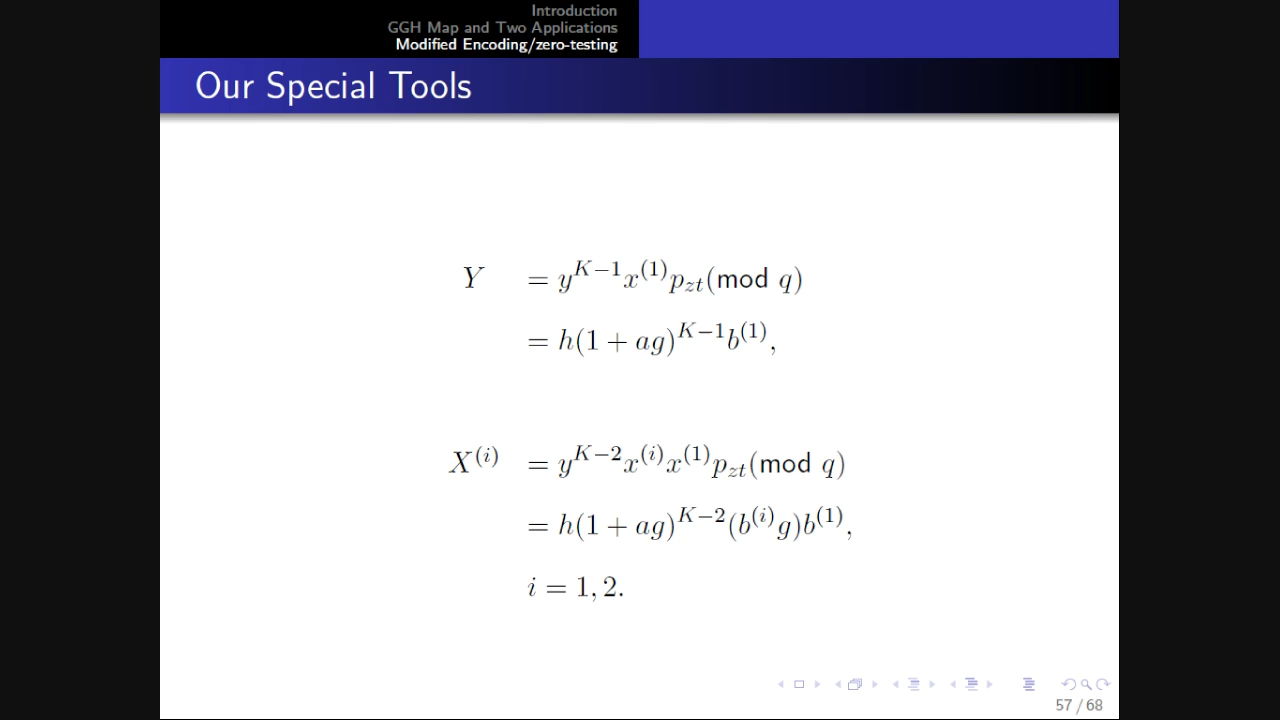 Introduction
GGH Map and Two Applications
Modified Encoding/zero-testing
Our Special Tools
Y = y^{K−1}x^{(1)}p_{zt}(mod q)
= h(1 + ag)^{K−1}b^{(1)},
X^{(i)} = y^{K−2}x^{(i)}x^{(1)}p_{zt}(mod q)
= h(1 + ag)^{K−2}(b^{(i)}g)b^{(1)},
i = 1, 2.
57 / 68